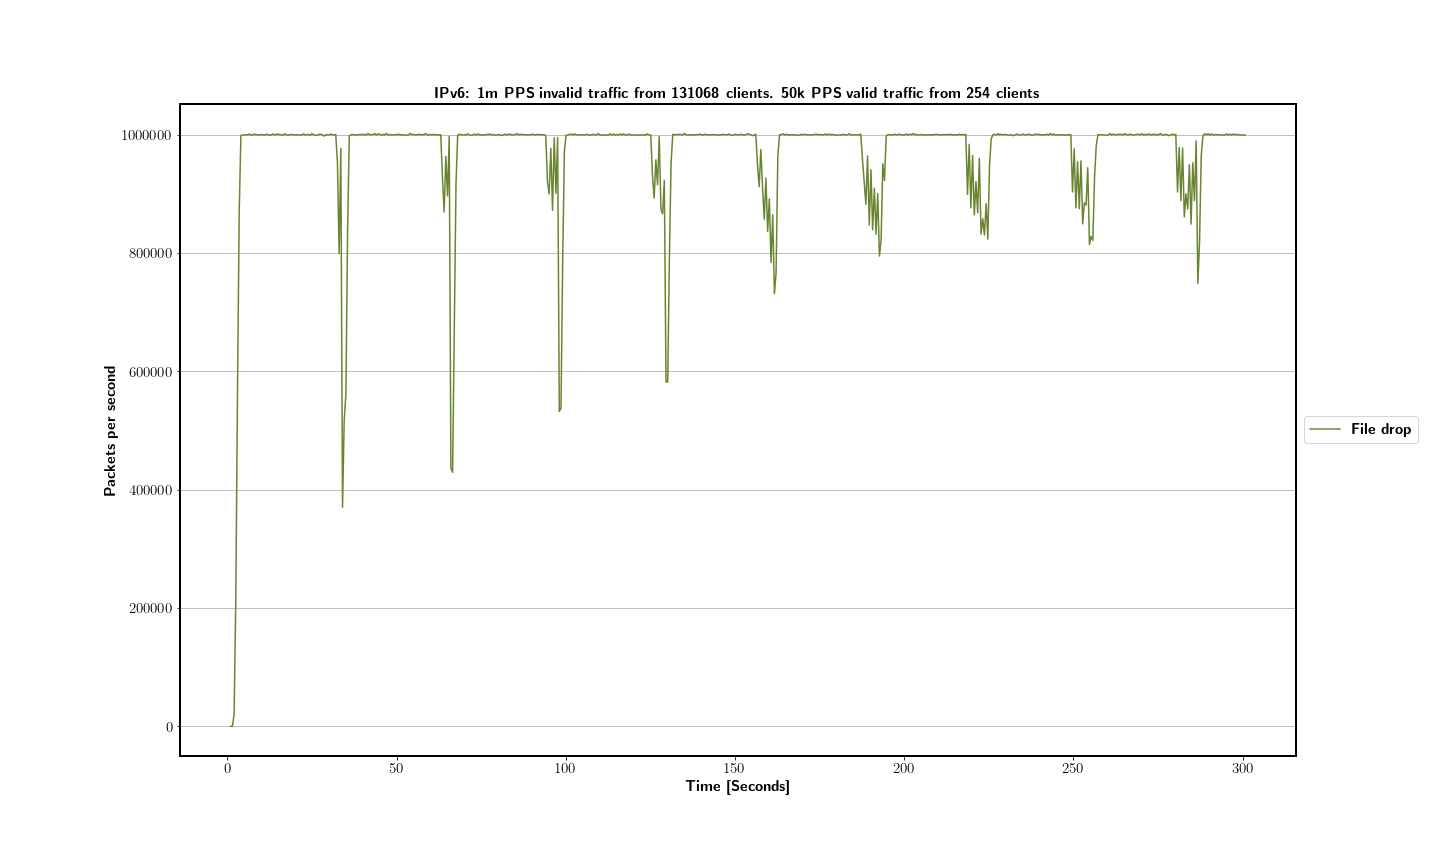 IPv6: 1m PPS invalid traffic from 131068 clients. 50k PPS valid traffic from 254 clients
1000000
800000
600000
400000
200000
0
Packets per second
File drop
0 50 100 150 200 250 300
Time [Seconds]